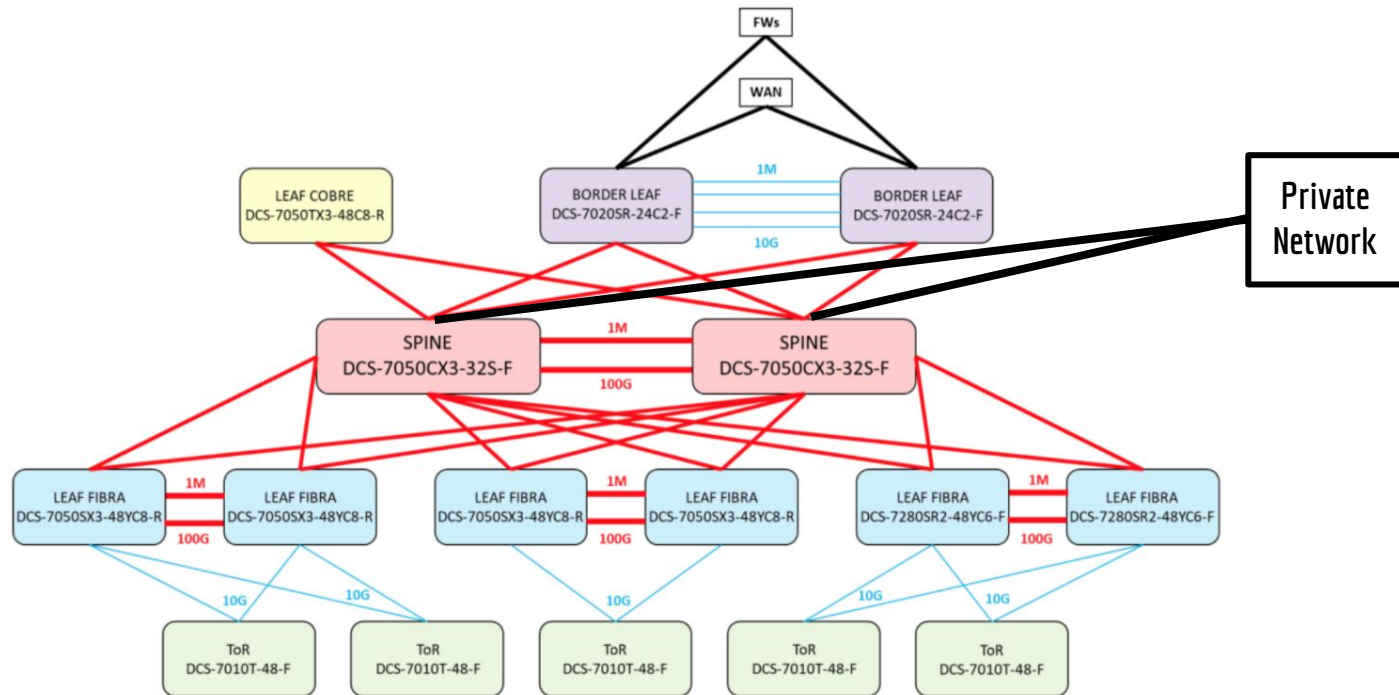 FWs
WAN
LEAF COBRE
DCS-7050TX3-48C8-R
BORDER LEAF
DCS-7020SR-24C2-F
1M
10G
BORDER LEAF
DCS-7020SR-24C2-F
Private
Network
SPINE
DCS-7050CX3-32S-F
1M
100G
SPINE
DCS-7050CX3-32S-F
LEAF FIBRA
DCS-7050SX3-48YC8-R
1M
100G
LEAF FIBRA
DCS-7050SX3-48YC8-R
LEAF FIBRA
DCS-7050SX3-48YC8-R
1M
100G
LEAF FIBRA
DCS-7050SX3-48YC8-R
LEAF FIBRA
DCS-7280SR2-48YC6-F
1M
100G
LEAF FIBRA
DCS-7280SR2-48YC6-F
10G
10G
10G
10G
10G
ToR
DCS-7010T-48-F
ToR
DCS-7010T-48-F
ToR
DCS-7010T-48-F
ToR
DCS-7010T-48-F
ToR
DCS-7010T-48-F